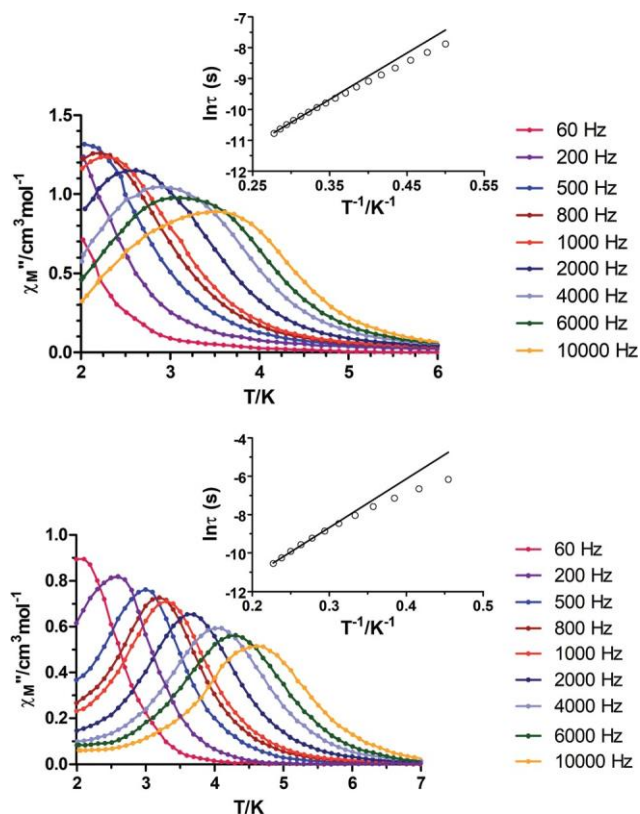 -7
-8
-9
-10
-11
-12
lnτ (s)
0.25 0.35 0.45 0.55
T⁻¹/K⁻¹
1.5
1.0
0.5
0.0
χM''/cm³mol⁻¹
2 3 4 5 6
T/K
60 Hz
200 Hz
500 Hz
800 Hz
1000 Hz
2000 Hz
4000 Hz
6000 Hz
10000 Hz
-4
-6
-8
-10
-12
lnτ (s)
0.2 0.3 0.4 0.5
T⁻¹/K⁻¹
1.0
0.8
0.6
0.4
0.2
0.0
χM''/cm³mol⁻¹
2 3 4 5 6 7
T/K
60 Hz
200 Hz
500 Hz
800 Hz
1000 Hz
2000 Hz
4000 Hz
6000 Hz
10000 Hz